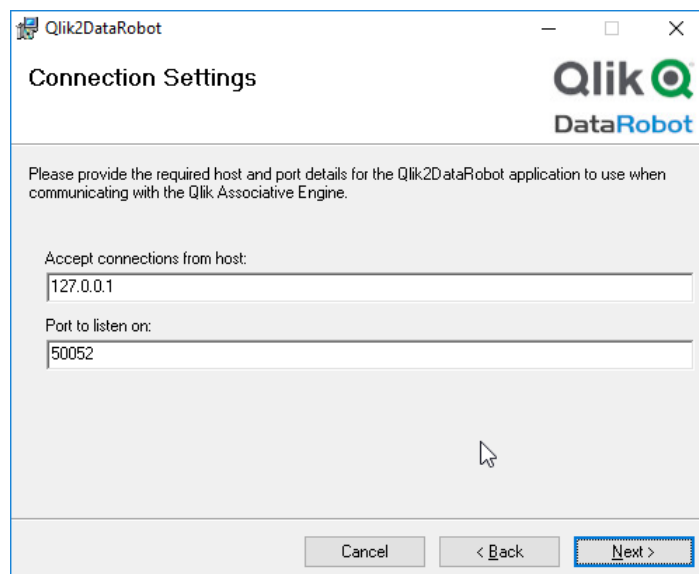 Qlik2DataRobot
Connection Settings
Qlik
DataRobot
Please provide the required host and port details for the Qlik2DataRobot application to use when
communicating with the Qlik Associative Engine.
Accept connections from host:
127.0.0.1
Port to listen on:
50052
Cancel
< Back
Next >